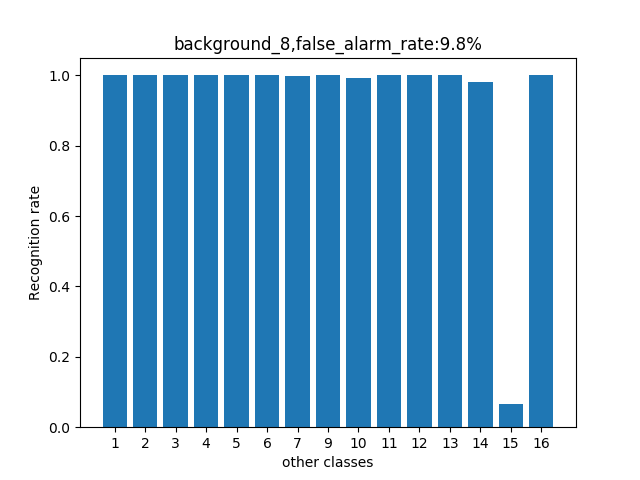 background_8,false_alarm_rate:9.8%
1.0
0.8
0.6
0.4
0.2
0.0
Recognition rate
1 2 3 4 5 6 7 9 10 11 12 13 14 15 16
other classes